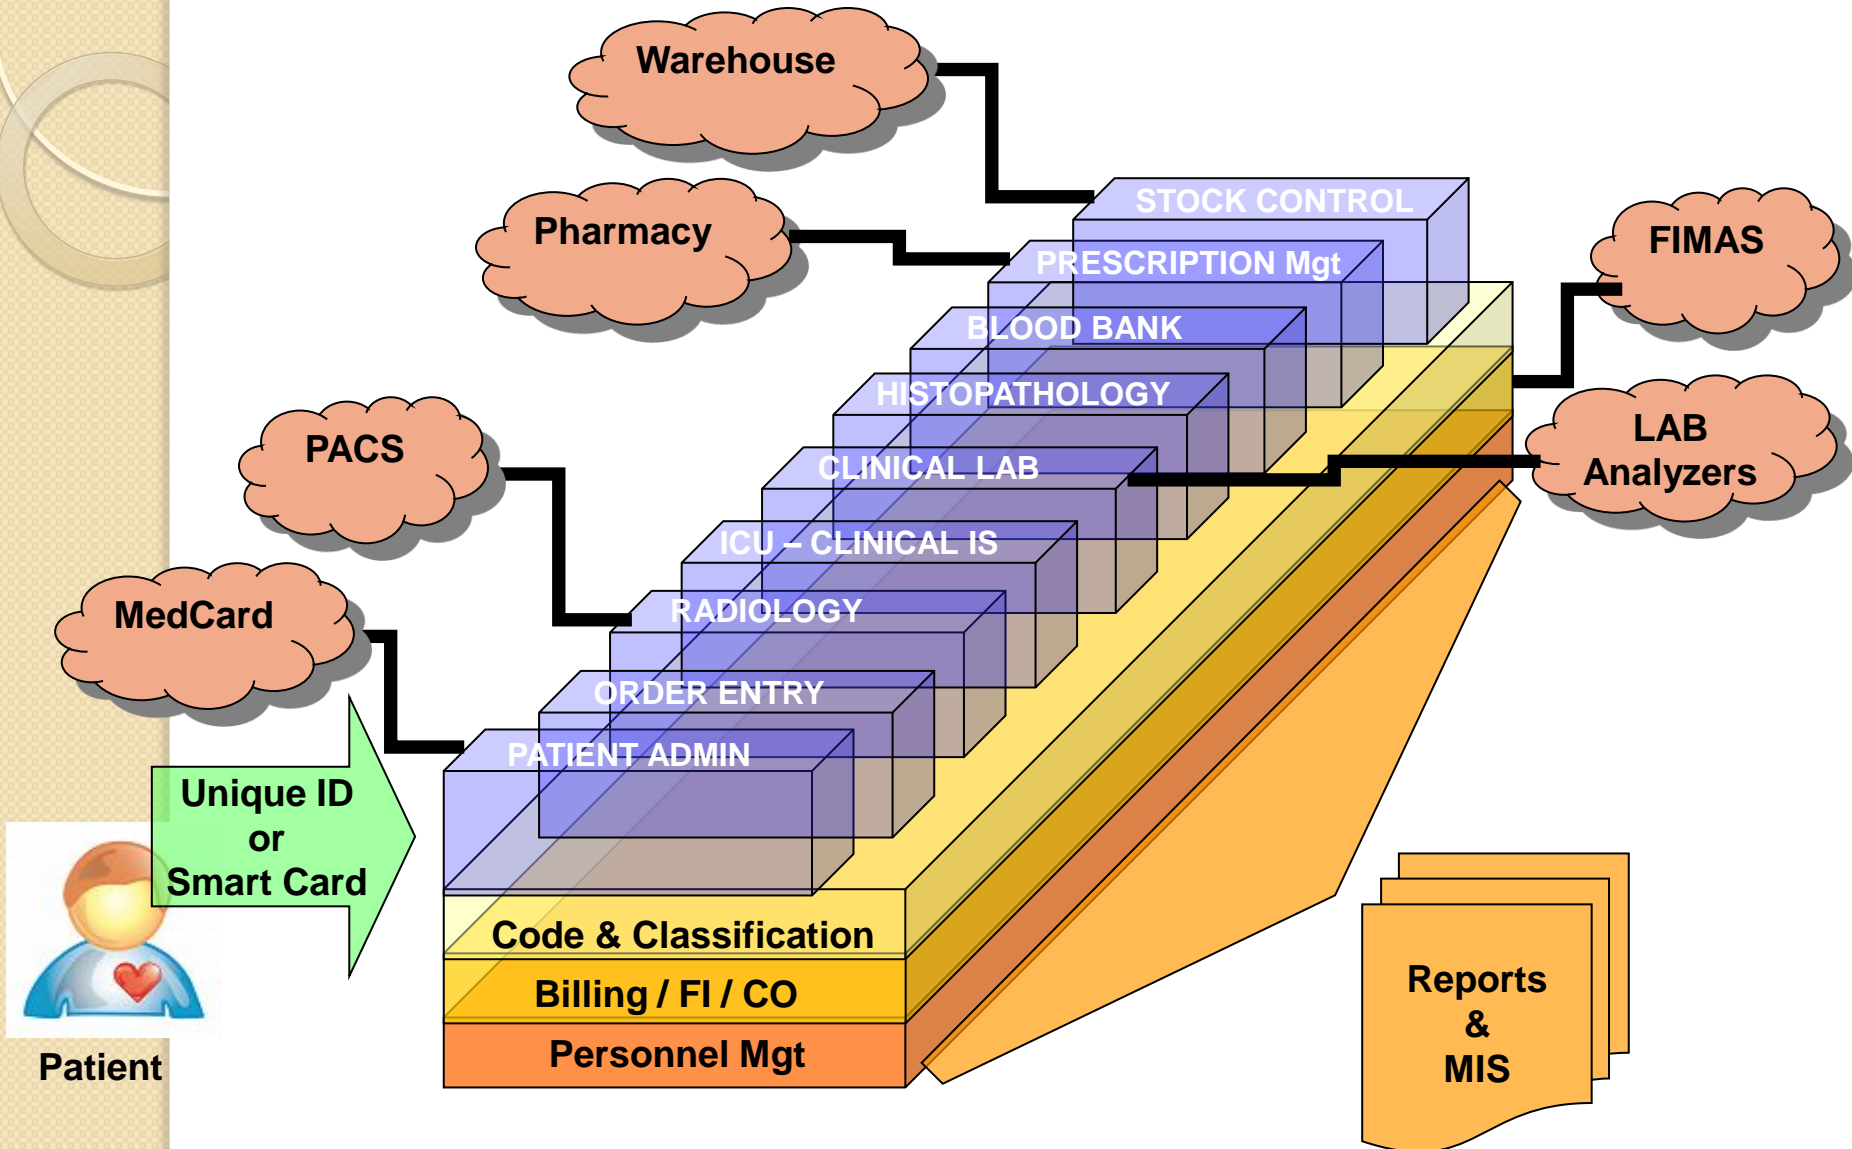 Warehouse
STOCK CONTROL
Pharmacy
PRESCRIPTION Mgt
FIMAS
BLOOD BANK
HISTOPATHOLOGY
PACS
CLINICAL LAB
LAB
Analyzers
ICU – CLINICAL IS
MedCard
RADIOLOGY
ORDER ENTRY
PATIENT ADMIN
Unique ID
or
Smart Card
Code & Classification
Billing / FI / CO
Personnel Mgt
Patient
Reports
&
MIS